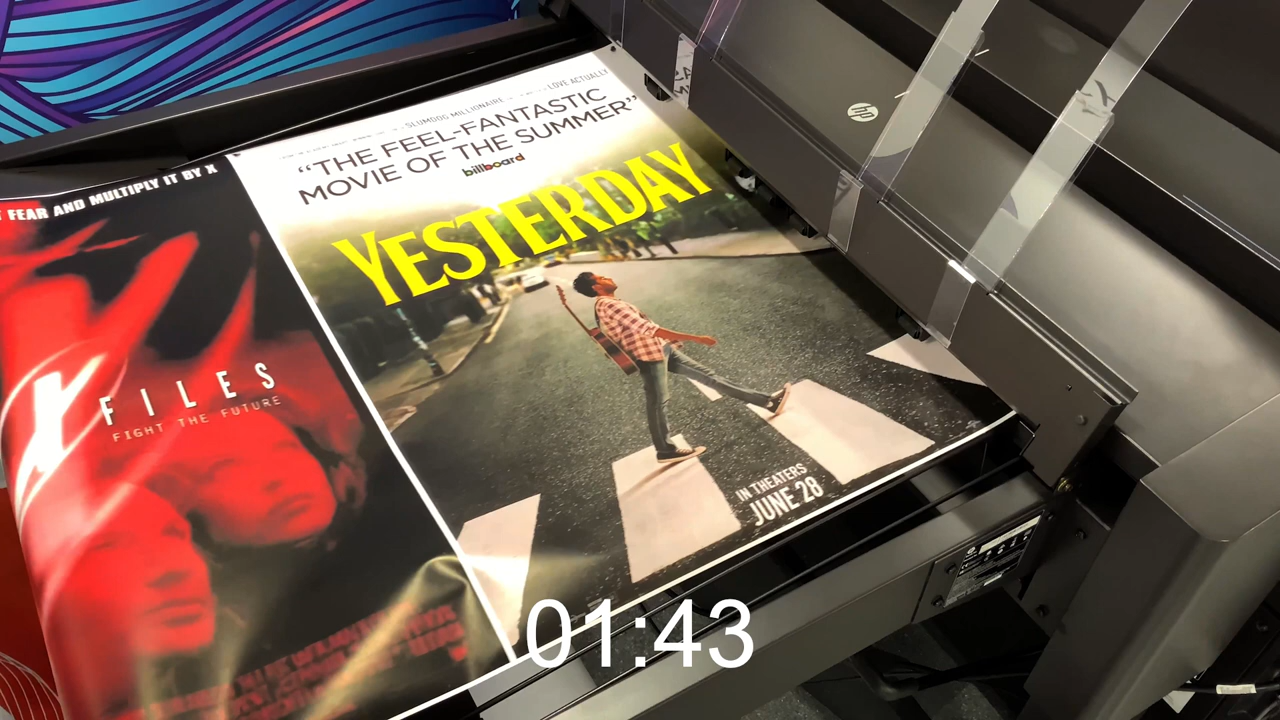 T FEAR AND MULTIPLY IT BY X
X FILES
FIGHT THE FUTURE
SLUMDOG MILLIONAIRE
LOVE ACTUALLY
“THE FEEL-FANTASTIC
MOVIE OF THE SUMMER”
billboard
YESTERDAY
IN THEATERS
JUNE 28
hp
01:43